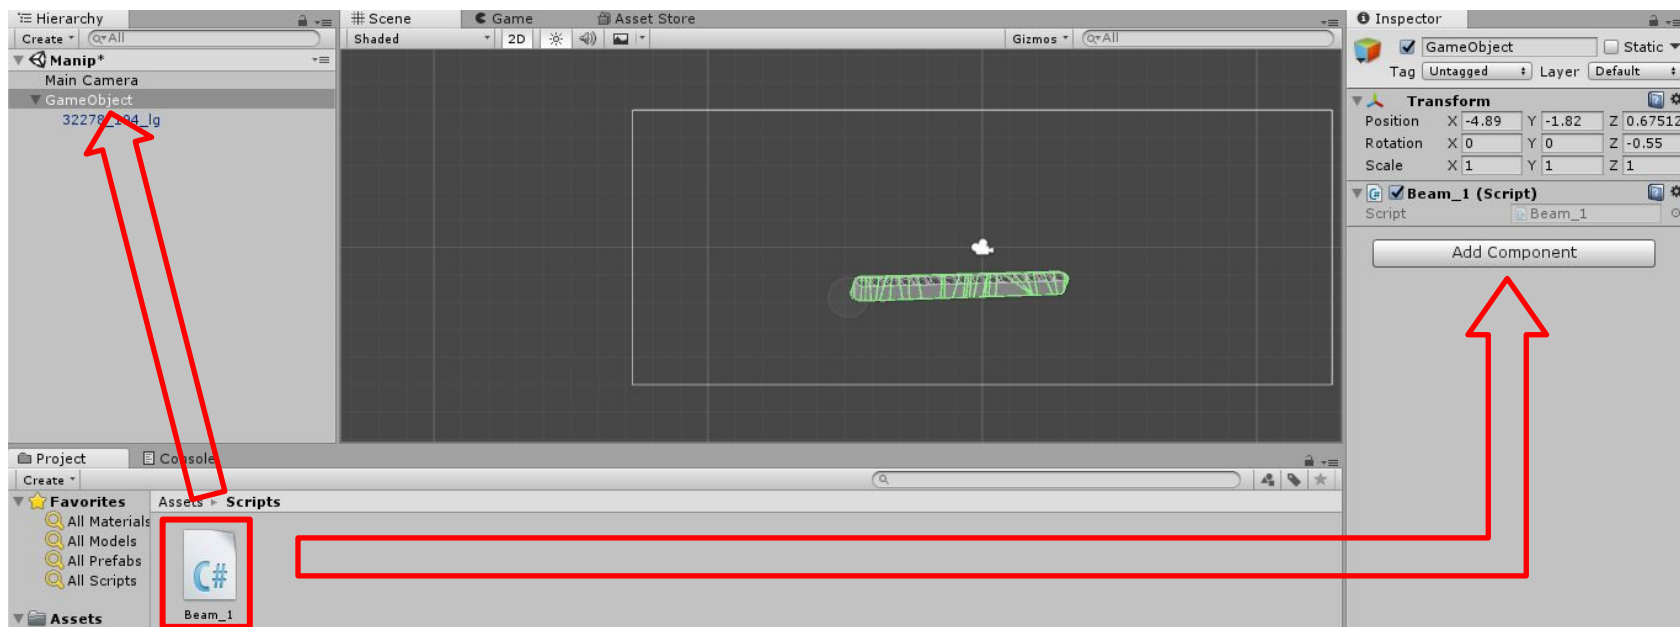 Hierarchy
Create
All
Manip*
Main Camera
GameObject
32278_104_lg
Scene
Game
Asset Store
Shaded
2D
Gizmos
All
Inspector
GameObject
Static
Tag Untagged Layer Default
Transform
Position X -4.89 Y -1.82 Z 0.67512
Rotation X 0 Y 0 Z -0.55
Scale X 1 Y 1 Z 1
C# Beam_1 (Script)
Script Beam_1
Add Component
Project
Console
Create
Favorites
All Materials
All Models
All Prefabs
All Scripts
Assets
Assets Scripts
C#
Beam_1